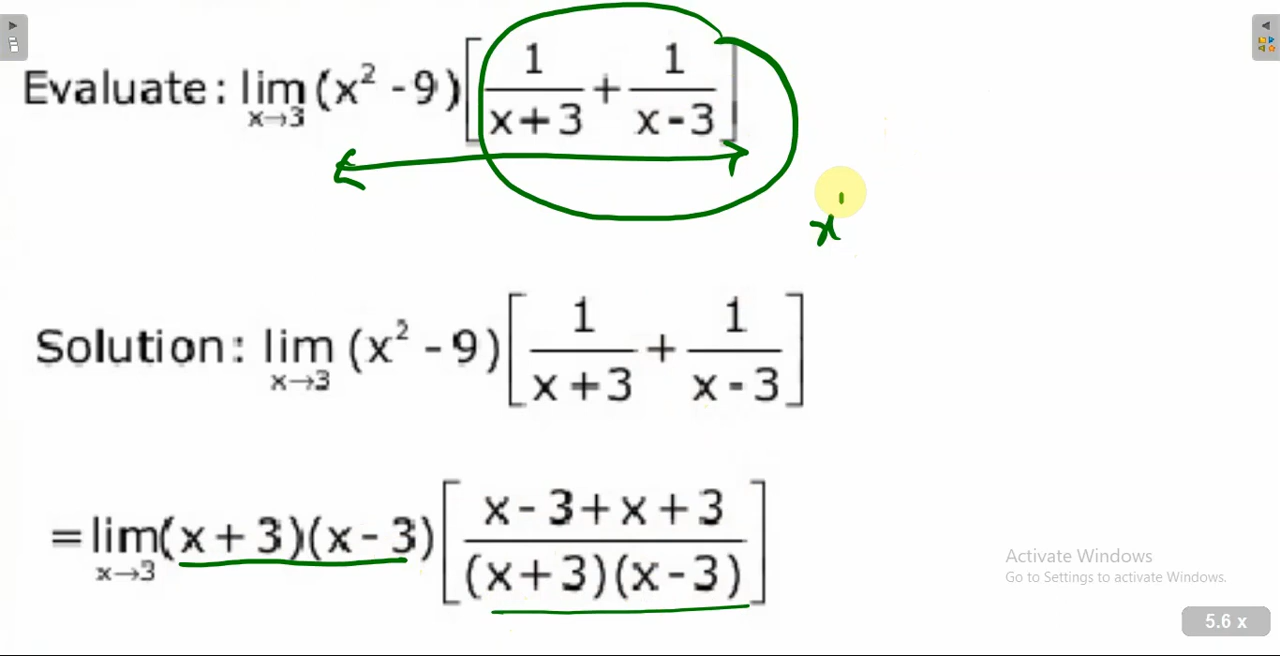 Evaluate: lim x→3 (x² - 9) [ 1/(x+3) + 1/(x-3) ]
x
Solution: lim x→3 (x² - 9) [ 1/(x+3) + 1/(x-3) ]
= lim x→3 (x+3)(x-3) [ (x-3+x+3)/((x+3)(x-3)) ]
Activate Windows
Go to Settings to activate Windows.
5.6 x